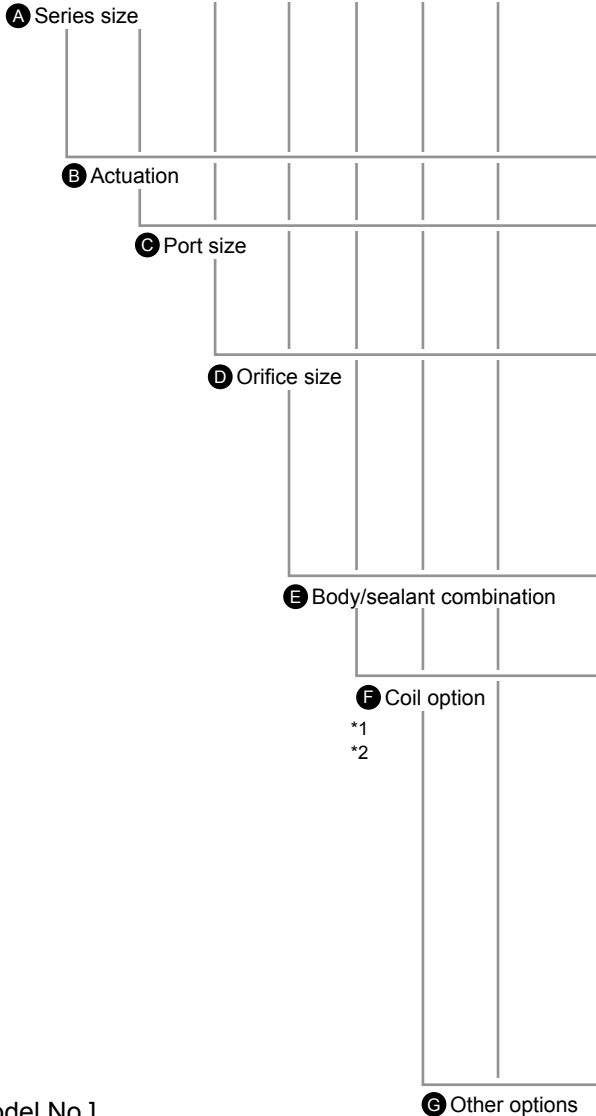 A Series size
B Actuation
C Port size
D Orifice size
E Body/sealant combination
F Coil option
*1
*2
G Other options